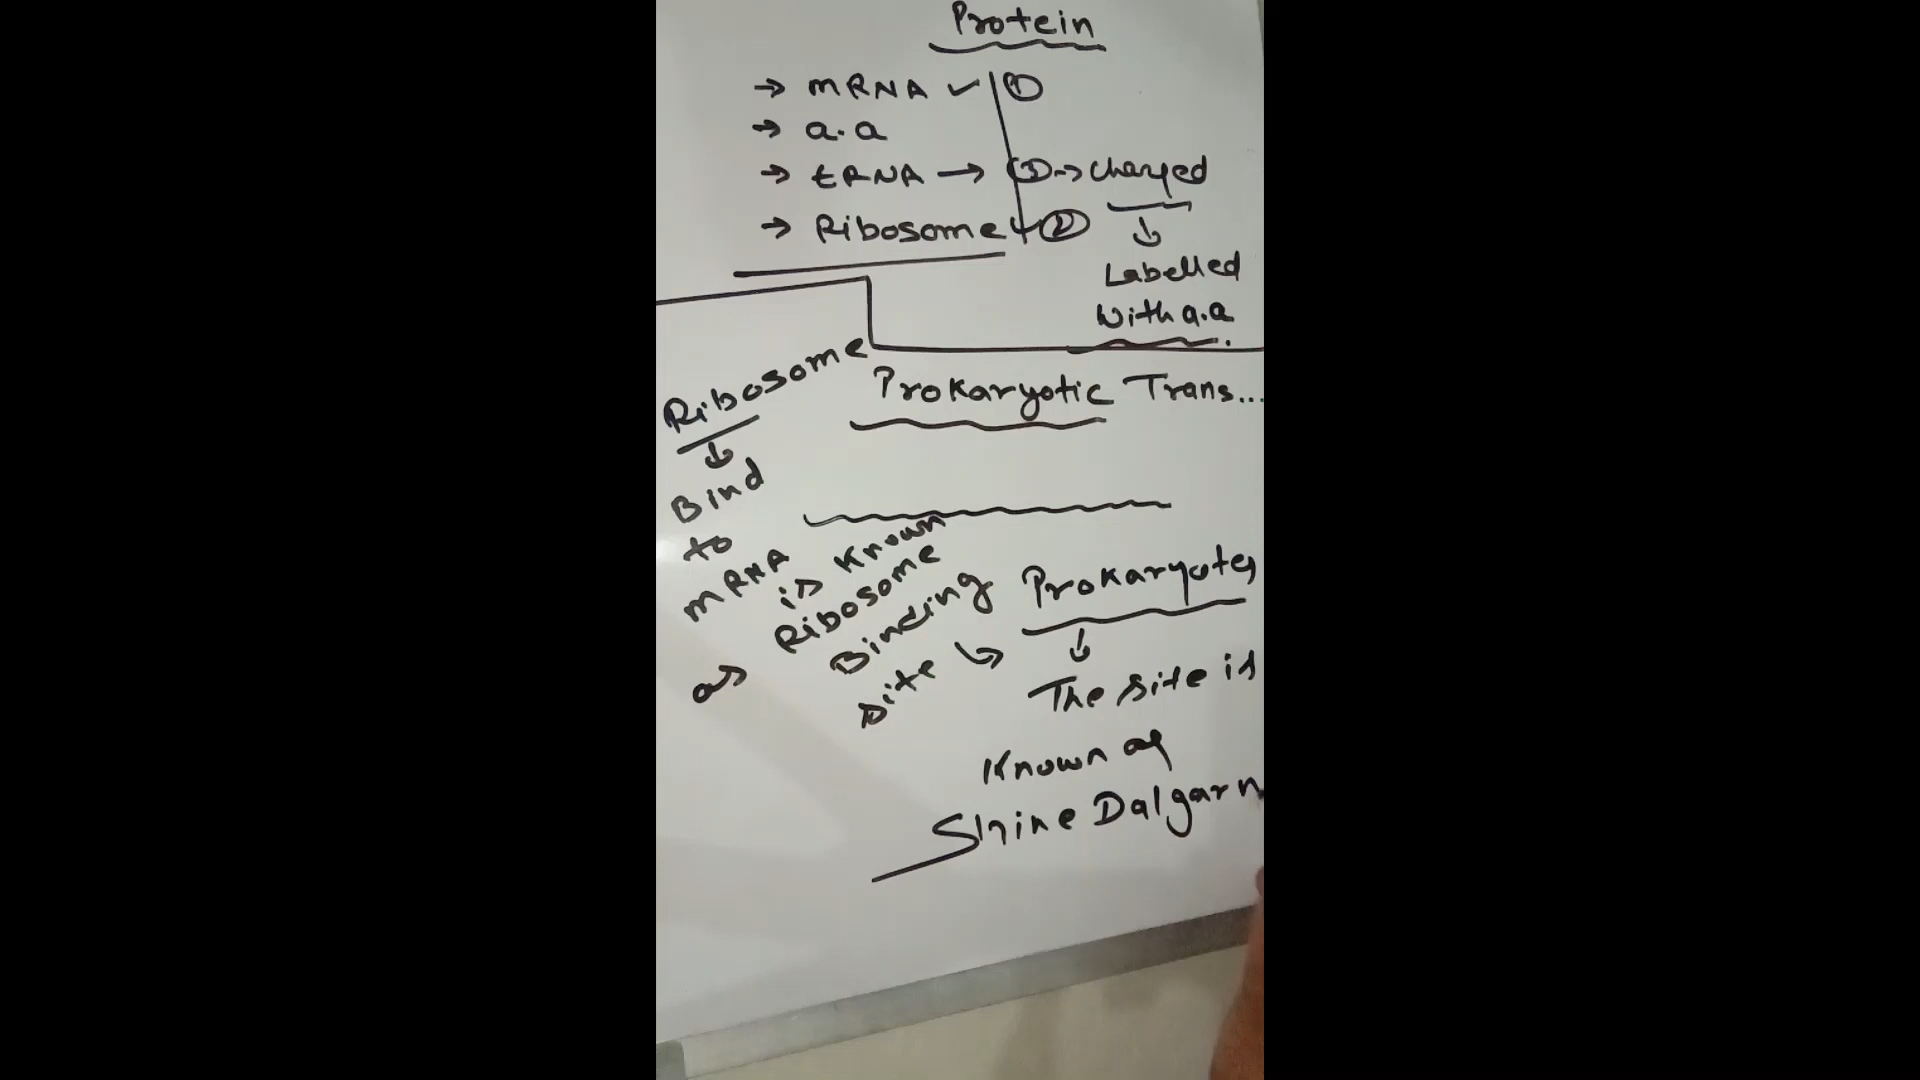 Protein
→ mRNA ✓ ①
→ a.a
→ tRNA → ③ → charged
→ Ribosome ②
↓
Labelled
with a.a
Prokaryotic Trans...
Ribosome
↓
Bind
to
mRNA
is known
as Ribosome
Binding
site ↪
Prokaryotes
↓
The site is
known as
Shine Dalgarn